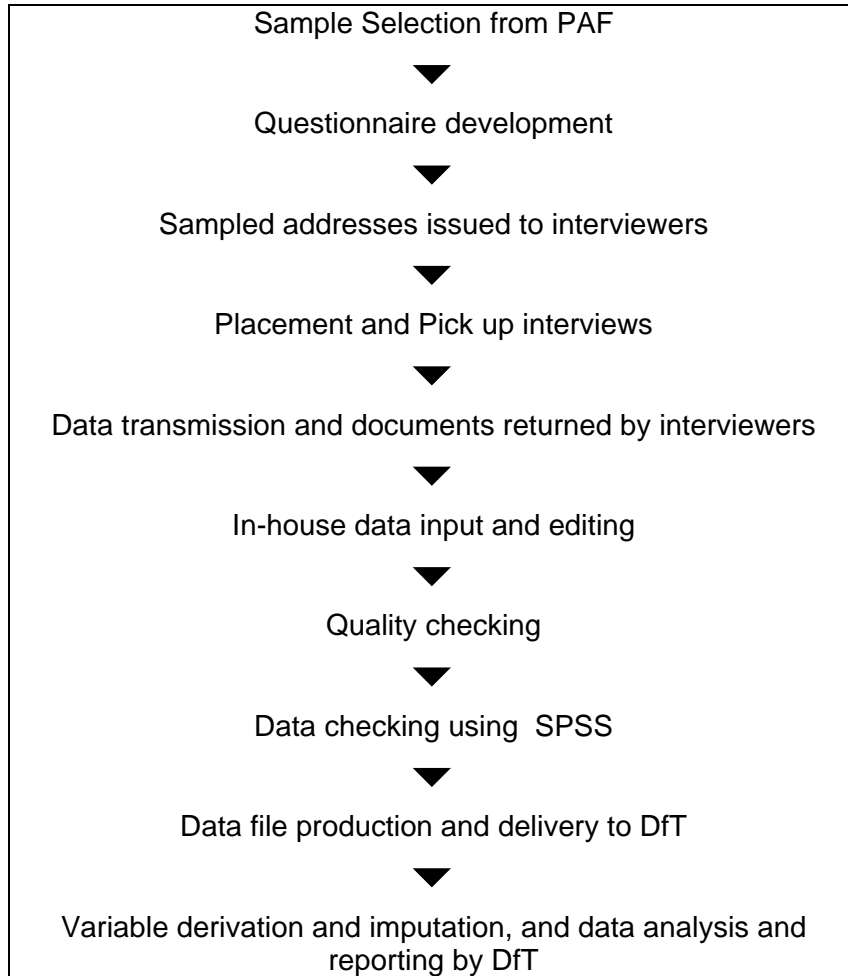 Sample Selection from PAF
Questionnaire development
Sampled addresses issued to interviewers
Placement and Pick up interviews
Data transmission and documents returned by interviewers
In-house data input and editing
Quality checking
Data checking using SPSS
Data file production and delivery to DfT
Variable derivation and imputation, and data analysis and
reporting by DfT